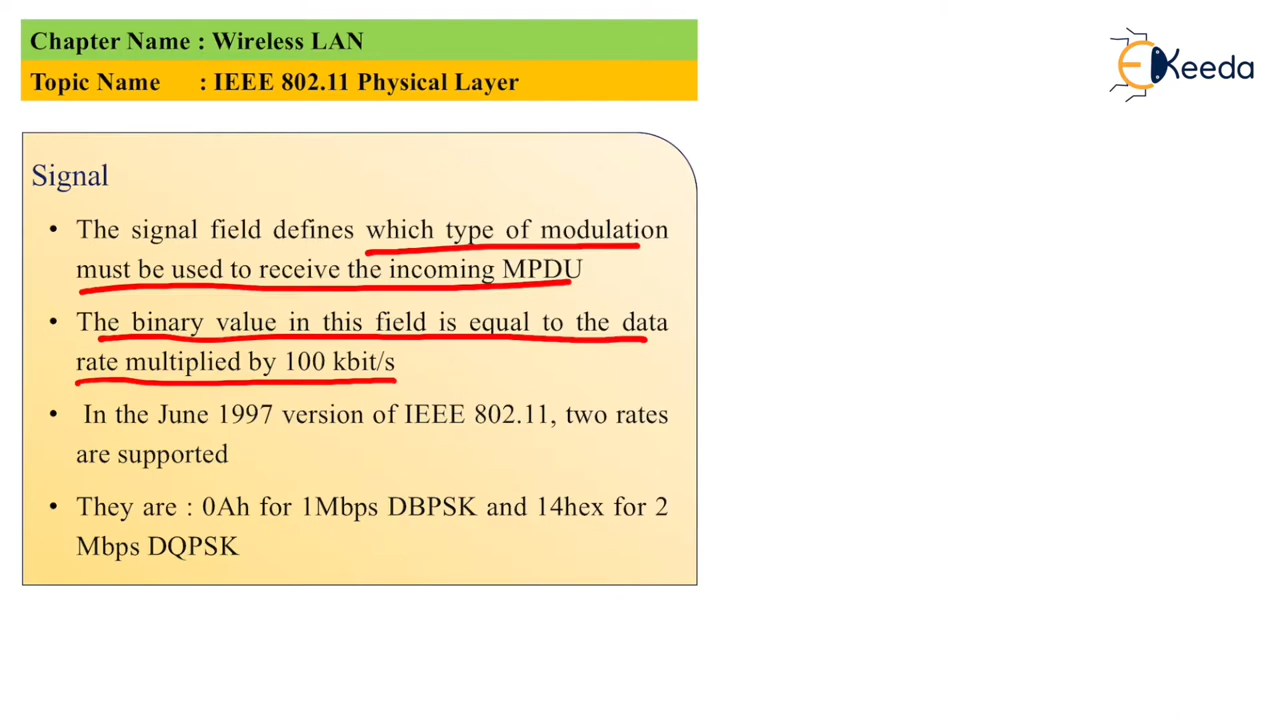 Chapter Name : Wireless LAN
Topic Name : IEEE 802.11 Physical Layer
EKeeda
Signal
• The signal field defines which type of modulation
must be used to receive the incoming MPDU
• The binary value in this field is equal to the data
rate multiplied by 100 kbit/s
• In the June 1997 version of IEEE 802.11, two rates
are supported
• They are : 0Ah for 1Mbps DBPSK and 14hex for 2
Mbps DQPSK